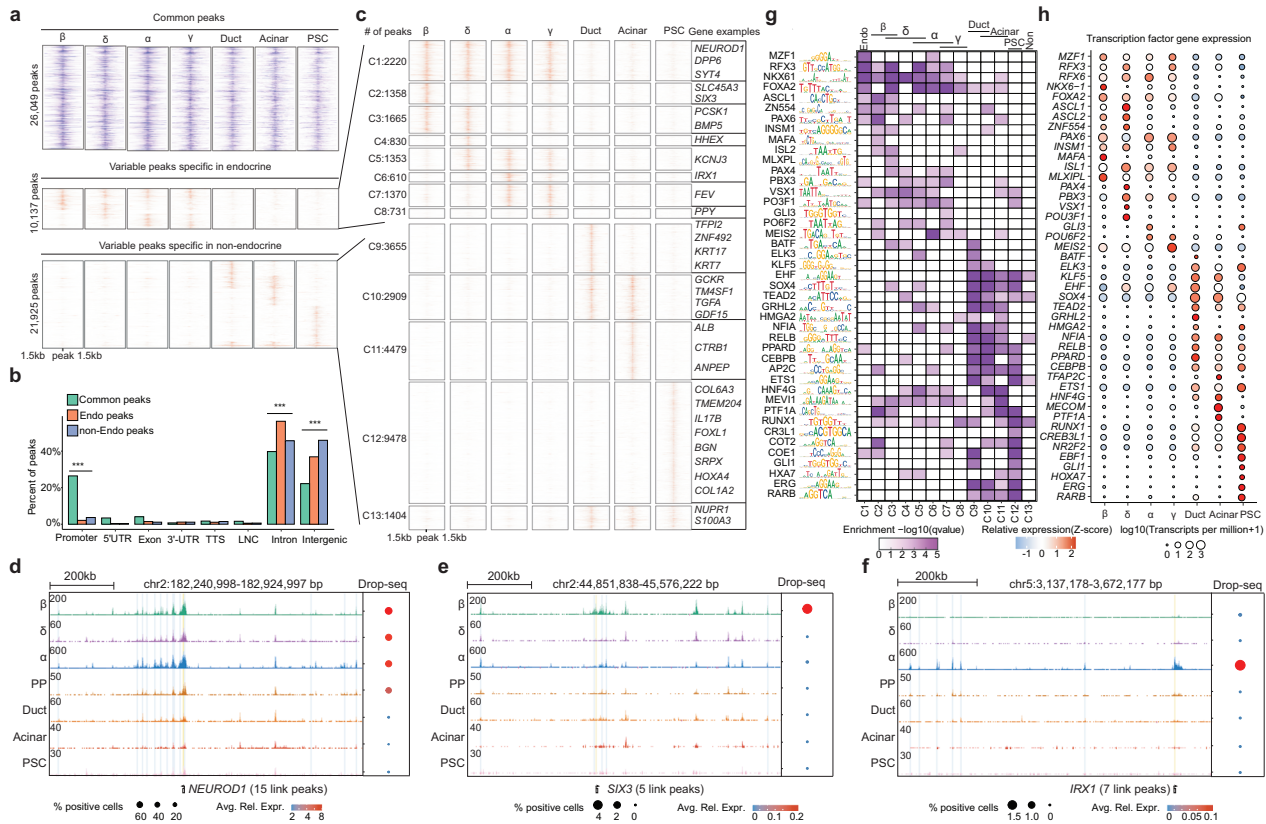 a
Common peaks
β δ α γ Duct Acinar PSC
26,049 peaks
Variable peaks specific in endocrine
10,137 peaks
Variable peaks specific in non-endocrine
21,925 peaks
1.5kb peak 1.5kb
b
Common peaks
Endo peaks
non-Endo peaks
Percent of peaks
40%
20%
0%
*** *** ***
Promoter 5'UTR Exon 3'-UTR TTS LNC Intron Intergenic
c
# of peaks β δ α γ Duct Acinar PSC Gene examples
C1:2220
NEUROD1
DPP6
SYT4
C2:1358
SLC45A3
SIX3
C3:1665
PCSK1
BMP5
C4:830
HHEX
C5:1353
KCNJ3
C6:610
IRX1
C7:1370
FEV
C8:731
PPY
C9:3655
TFPI2
ZNF492
KRT17
KRT7
C10:2909
GCKR
TM4SF1
TGFA
GDF15
C11:4479
ALB
CTRB1
ANPEP
C12:9478
COL6A3
TMEM204
IL17B
FOXL1
BGN
SRPX
HOXA4
COL1A2
C13:1404
NUPR1
S100A3
1.5kb peak 1.5kb
g
Endo β δ α γ Duct Acinar PSC Non
MZF1
RFX3
NKX61
FOXA2
ASCL1
ZN554
PAX6
INSM1
MAFA
ISL2
MLXPL
PAX4
PBX3
VSX1
PO3F1
GLI3
PO6F2
MEIS2
BATF
ELK3
KLF5
EHF
SOX4
TEAD2
GRHL2
HMGA2
NFIA
RELB
PPARD
CEBPB
AP2C
ETS1
HNF4G
MEVI1
PTF1A
RUNX1
CR3L1
COT2
COE1
GLI1
HXA7
ERG
RARB
C1 C2 C3 C4 C5 C6 C7 C8 C9 C10 C11 C12 C13
Enrichment −log10(qvalue)
0 1 2 3 4 5
h
Transcription factor gene expression
MZF1
RFX3
RFX6
NKX6−1
FOXA2
ASCL1
ASCL2
ZNF554
PAX6
INSM1
MAFA
ISL1
MLXIPL
PAX4
PBX3
VSX1
POU3F1
GLI3
POU6F2
MEIS2
BATF
ELK3
KLF5
EHF
SOX4
TEAD2
GRHL2
HMGA2
NFIA
RELB
PPARD
CEBPB
TFAP2C
ETS1
HNF4G
MECOM
PTF1A
RUNX1
CREB3L1
NR2F2
EBF1
GLI1
HOXA7
ERG
RARB
β δ α γ Duct Acinar PSC
Relative expression(Z-score)
-1 0 1 2
log10(Transcripts per million+1)
0 1 2 3
d
200kb chr2:182,240,998-182,924,997 bp Drop-seq
β 200
δ 60
α 600
PP 50
Duct 60
Acinar 40
PSC 30
NEUROD1 (15 link peaks)
% positive cells
60 40 20
Avg. Rel. Expr.
2 8
e
200kb chr2:44,851,838-45,576,222 bp Drop-seq
β 200
δ 60
α 600
PP 50
Duct 60
Acinar 40
PSC 30
SIX3 (5 link peaks)
% positive cells
4 2 0
Avg. Rel. Expr.
0 0.1 0.2
f
200kb chr5:3,137,178-3,672,177 bp Drop-seq
β 200
δ 60
α 600
PP 50
Duct 60
Acinar 40
PSC 30
IRX1 (7 link peaks)
% positive cells
1.5 1.0 0
Avg. Rel. Expr.
0 0.05 0.1